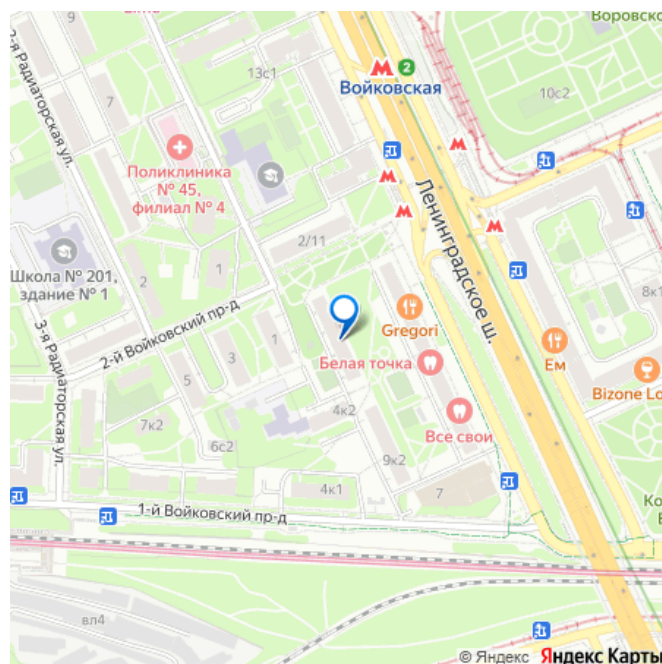 9
Воровско
13с1
2
Войковская
10с2
2-я Радиаторская ул.
7
Поликлиника
№ 45,
филиал № 4
Ленинградское ш.
2/11
Школа № 201,
здание № 1
2
1
8к1
2-й Войковский пр-д
Gregori
3
1
Белая точка
Ем
3-я Радиаторская ул.
5
Bizone Lo
7к2
4к2
Все свои
6с2
9к2
4к1
7
Ко
1-й Войковский пр-д
вл4
© Яндекс Яндекс Карты